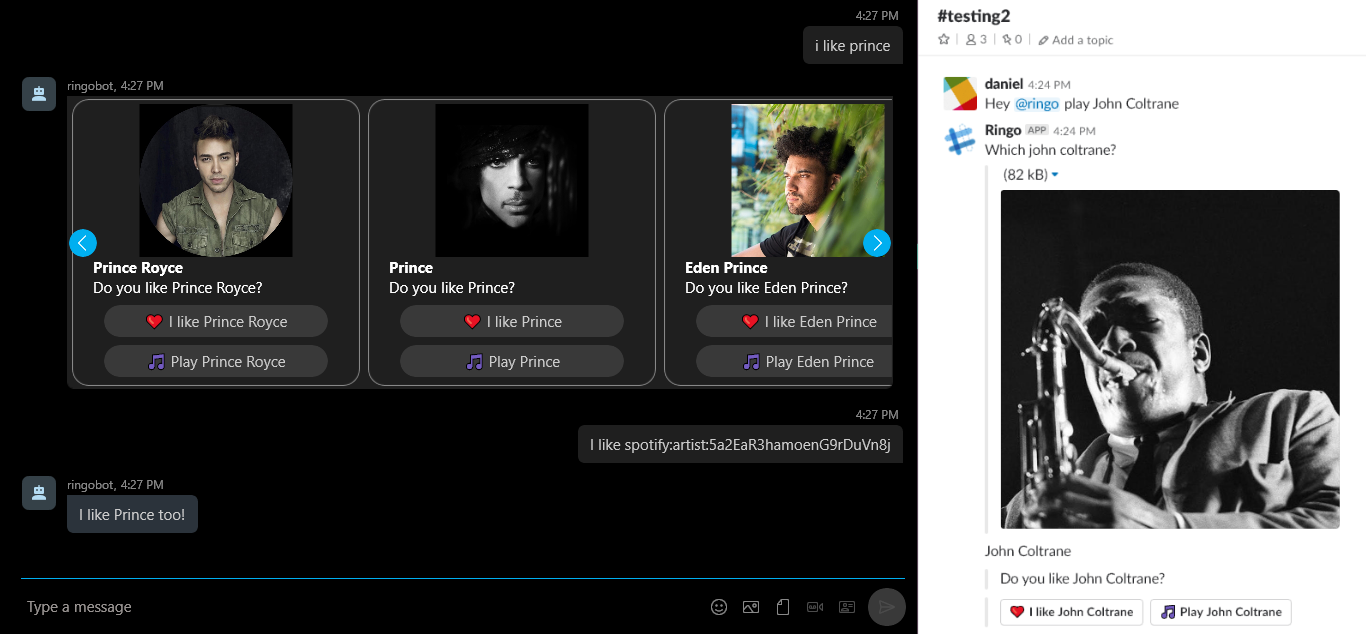 4:27 PM
i like prince
ringobot, 4:27 PM
Prince Royce
Do you like Prince Royce?
❤️ I like Prince Royce
🎵 Play Prince Royce
Prince
Do you like Prince?
❤️ I like Prince
🎵 Play Prince
Eden Prince
Do you like Eden Prince?
❤️ I like Eden Prince
🎵 Play Eden Prince
4:27 PM
I like spotify:artist:5a2EaR3hamoenG9rDuVn8j
ringobot, 4:27 PM
I like Prince too!
Type a message
#testing2
3 | 0 | Add a topic
daniel 4:24 PM
Hey @ringo play John Coltrane
Ringo APP 4:24 PM
Which john coltrane?
(82 kB)
John Coltrane
Do you like John Coltrane?
❤️ I like John Coltrane
🎵 Play John Coltrane